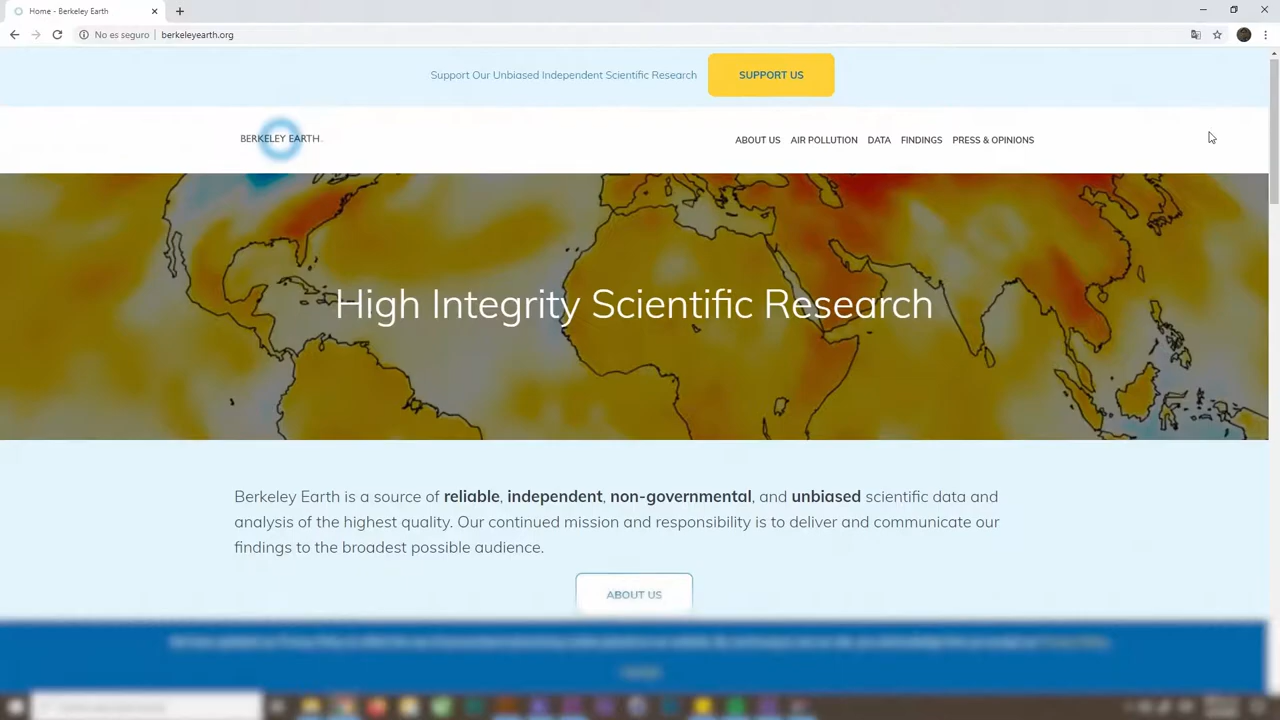 Home - Berkeley Earth
No es seguro | berkeleyearth.org
Support Our Unbiased Independent Scientific Research
SUPPORT US
BERKELEY EARTH.
ABOUT US AIR POLLUTION DATA FINDINGS PRESS & OPINIONS
High Integrity Scientific Research
Berkeley Earth is a source of reliable, independent, non-governmental, and unbiased scientific data and
analysis of the highest quality. Our continued mission and responsibility is to deliver and communicate our
findings to the broadest possible audience.
ABOUT US